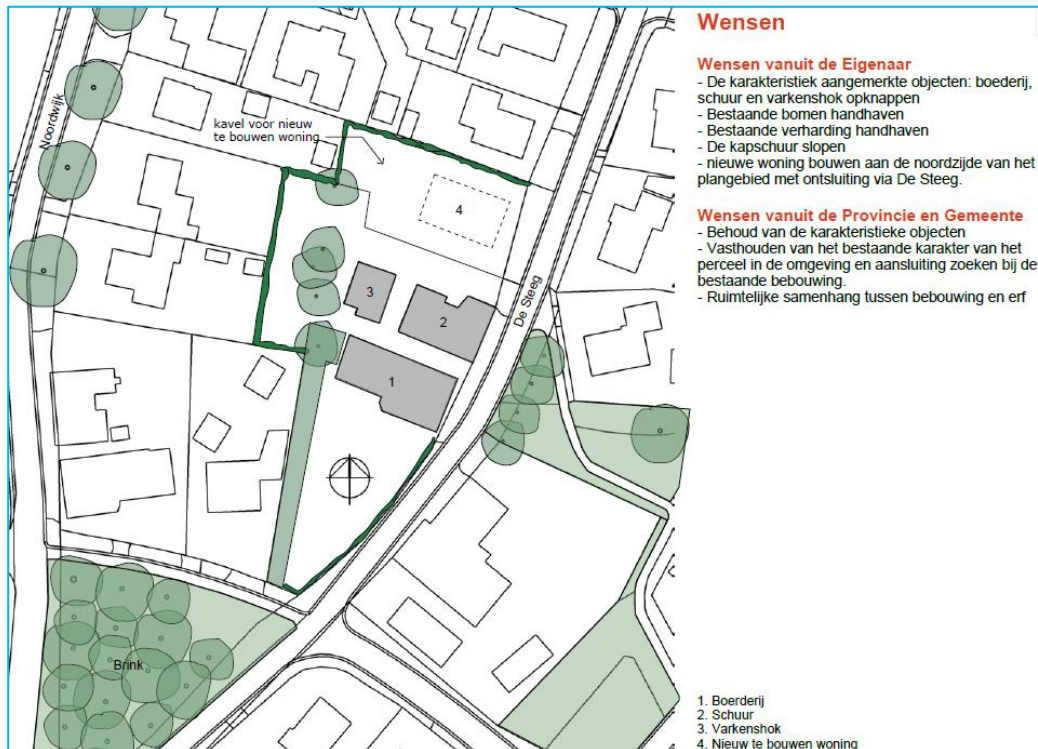 Wensen
Wensen vanuit de Eigenaar
- De karakteristiek aangemerkte objecten: boederij,
schuur en varkenshok opknappen
- Bestaande bomen handhaven
- Bestaande verharding handhaven
- De kapschuur slopen
- nieuwe woning bouwen aan de noordzijde van het
plangebied met ontsluiting via De Steeg.
Wensen vanuit de Provincie en Gemeente
- Behoud van de karakteristieke objecten
- Vasthouden van het bestaande karakter van het
perceel in de omgeving en aansluiting zoeken bij de
bestaande bebouwing.
- Ruimtelijke samenhang tussen bebouwing en erf
Noordwijk
kavel voor nieuw
te bouwen woning
4
3
2
De Steeg
1
Brink
1. Boerderij
2. Schuur
3. Varkenshok
4. Nieuw te bouwen woning